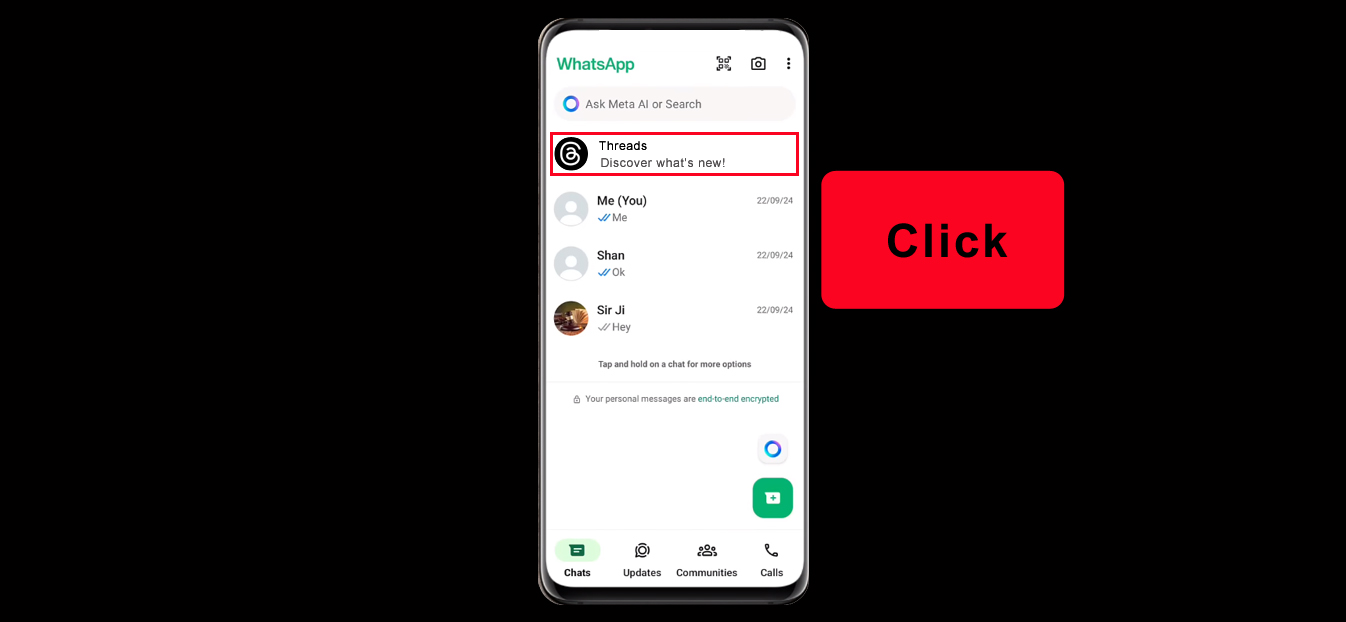 WhatsApp
Ask Meta AI or Search
Threads
Discover what's new!
Me (You) 22/09/24
Me
Shan 22/09/24
Ok
Sir Ji 22/09/24
Hey
Tap and hold on a chat for more options
Your personal messages are end-to-end encrypted
Chats Updates Communities Calls
Click